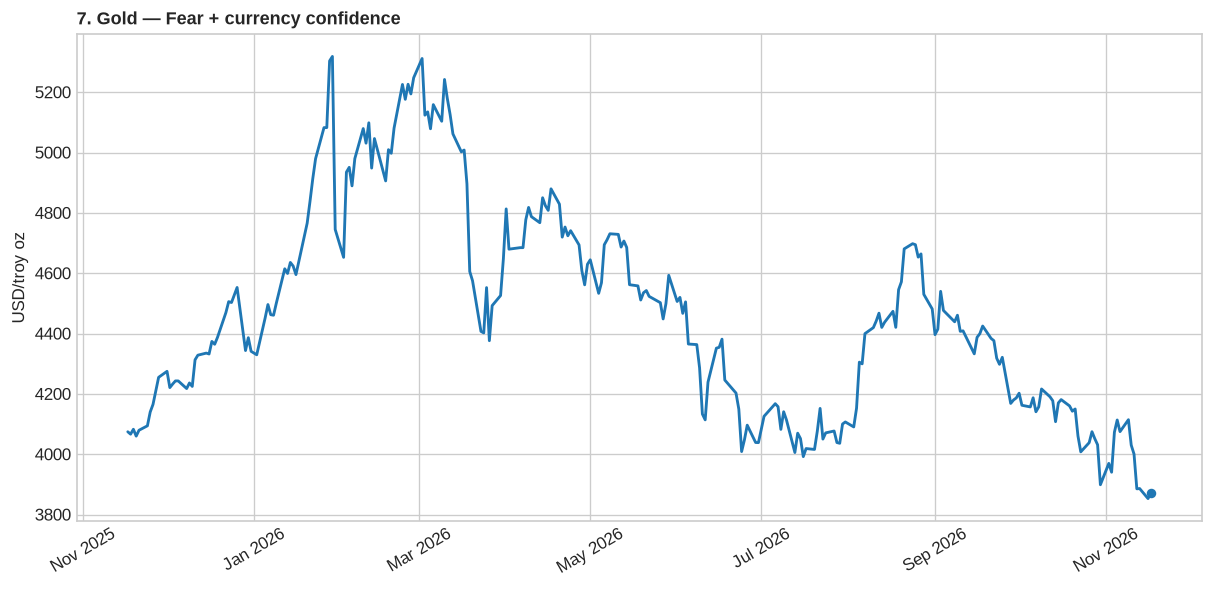 7. Gold — Fear + currency confidence
USD/troy oz
5200
5000
4800
4600
4400
4200
4000
3800
Nov 2025
Jan 2026
Mar 2026
May 2026
Jul 2026
Sep 2026
Nov 2026